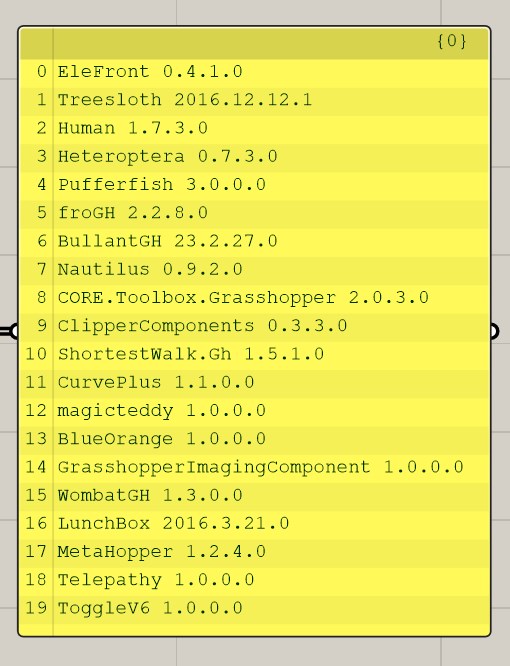 {0}
0 EleFront 0.4.1.0
1 Treesloth 2016.12.12.1
2 Human 1.7.3.0
3 Heteroptera 0.7.3.0
4 Pufferfish 3.0.0.0
5 froGH 2.2.8.0
6 BullantGH 23.2.27.0
7 Nautilus 0.9.2.0
8 CORE.Toolbox.Grasshopper 2.0.3.0
9 ClipperComponents 0.3.3.0
10 ShortestWalk.Gh 1.5.1.0
11 CurvePlus 1.1.0.0
12 magicteddy 1.0.0.0
13 BlueOrange 1.0.0.0
14 GrasshopperImagingComponent 1.0.0.0
15 WombatGH 1.3.0.0
16 LunchBox 2016.3.21.0
17 MetaHopper 1.2.4.0
18 Telepathy 1.0.0.0
19 ToggleV6 1.0.0.0